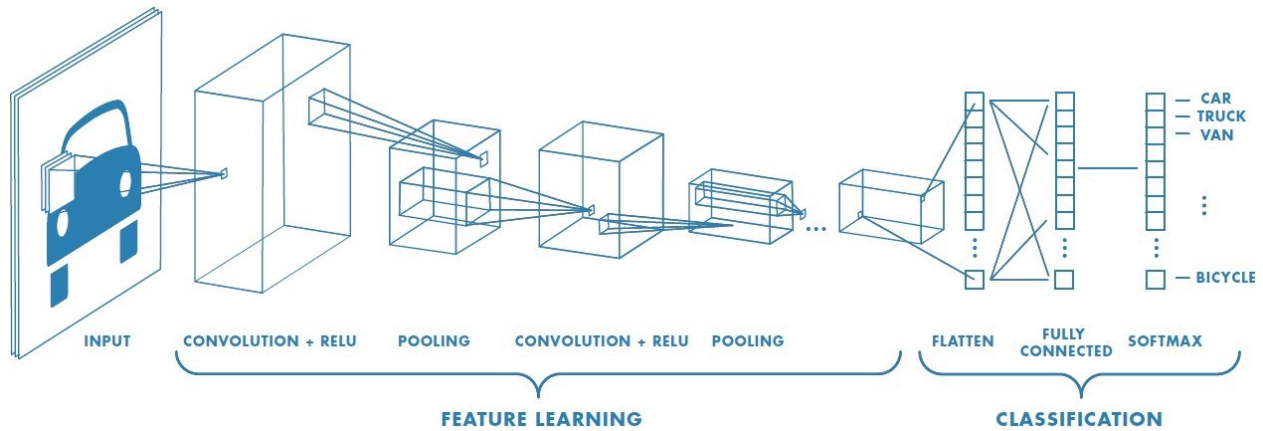 CAR
TRUCK
VAN
BICYCLE
INPUT
CONVOLUTION + RELU
POOLING
CONVOLUTION + RELU
POOLING
FLATTEN
FULLY
CONNECTED
SOFTMAX
FEATURE LEARNING
CLASSIFICATION